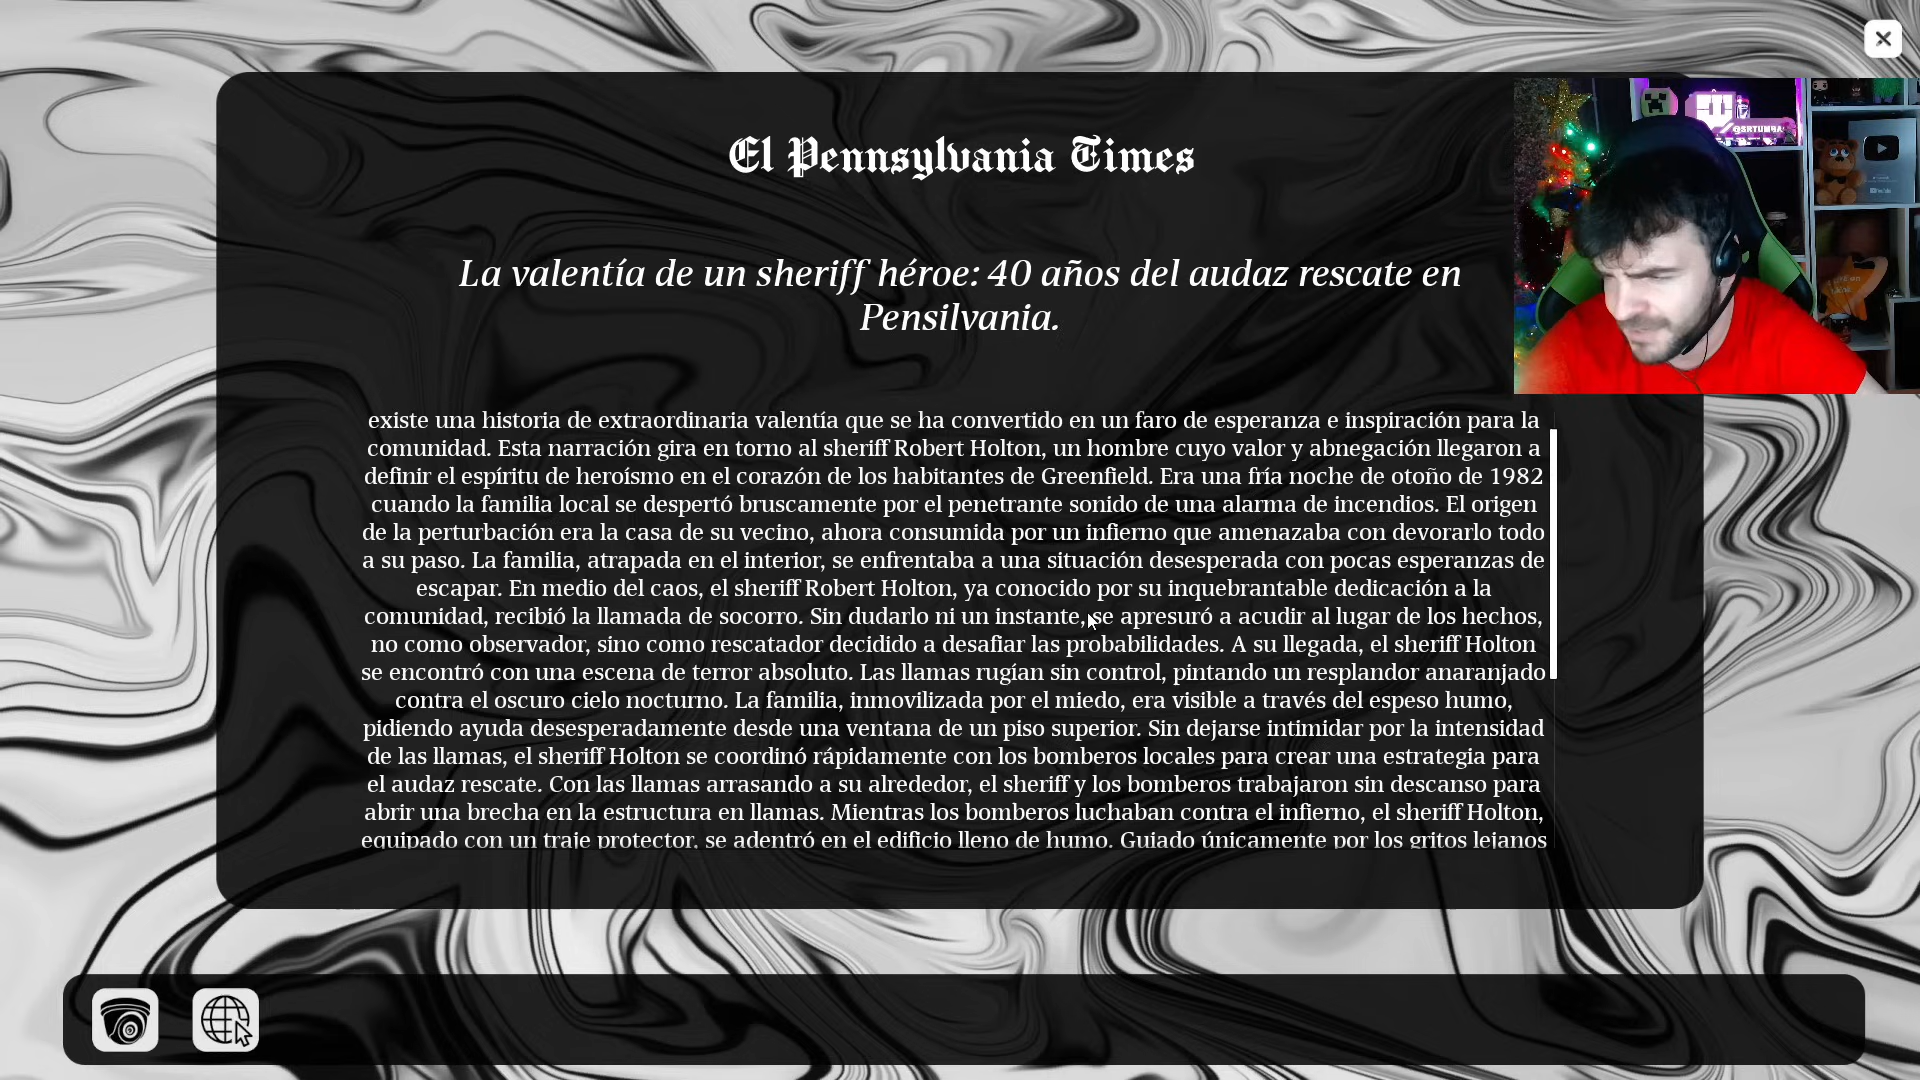 El Pennsylvania Times
@SRTUMBA
La valentía de un sheriff héroe: 40 años del audaz rescate en
Pensilvania.
existe una historia de extraordinaria valentía que se ha convertido en un faro de esperanza e inspiración para la
comunidad. Esta narración gira en torno al sheriff Robert Holton, un hombre cuyo valor y abnegación llegaron a
definir el espíritu de heroísmo en el corazón de los habitantes de Greenfield. Era una fría noche de otoño de 1982
cuando la familia local se despertó bruscamente por el penetrante sonido de una alarma de incendios. El origen
de la perturbación era la casa de su vecino, ahora consumida por un infierno que amenazaba con devorarlo todo
a su paso. La familia, atrapada en el interior, se enfrentaba a una situación desesperada con pocas esperanzas de
escapar. En medio del caos, el sheriff Robert Holton, ya conocido por su inquebrantable dedicación a la
comunidad, recibió la llamada de socorro. Sin dudarlo ni un instante, se apresuró a acudir al lugar de los hechos,
no como observador, sino como rescatador decidido a desafiar las probabilidades. A su llegada, el sheriff Holton
se encontró con una escena de terror absoluto. Las llamas rugían sin control, pintando un resplandor anaranjado
contra el oscuro cielo nocturno. La familia, inmovilizada por el miedo, era visible a través del espeso humo,
pidiendo ayuda desesperadamente desde una ventana de un piso superior. Sin dejarse intimidar por la intensidad
de las llamas, el sheriff Holton se coordinó rápidamente con los bomberos locales para crear una estrategia para
el audaz rescate. Con las llamas arrasando a su alrededor, el sheriff y los bomberos trabajaron sin descanso para
abrir una brecha en la estructura en llamas. Mientras los bomberos luchaban contra el infierno, el sheriff Holton,
equipado con un traje protector, se adentró en el edificio lleno de humo. Guiado únicamente por los gritos lejanos